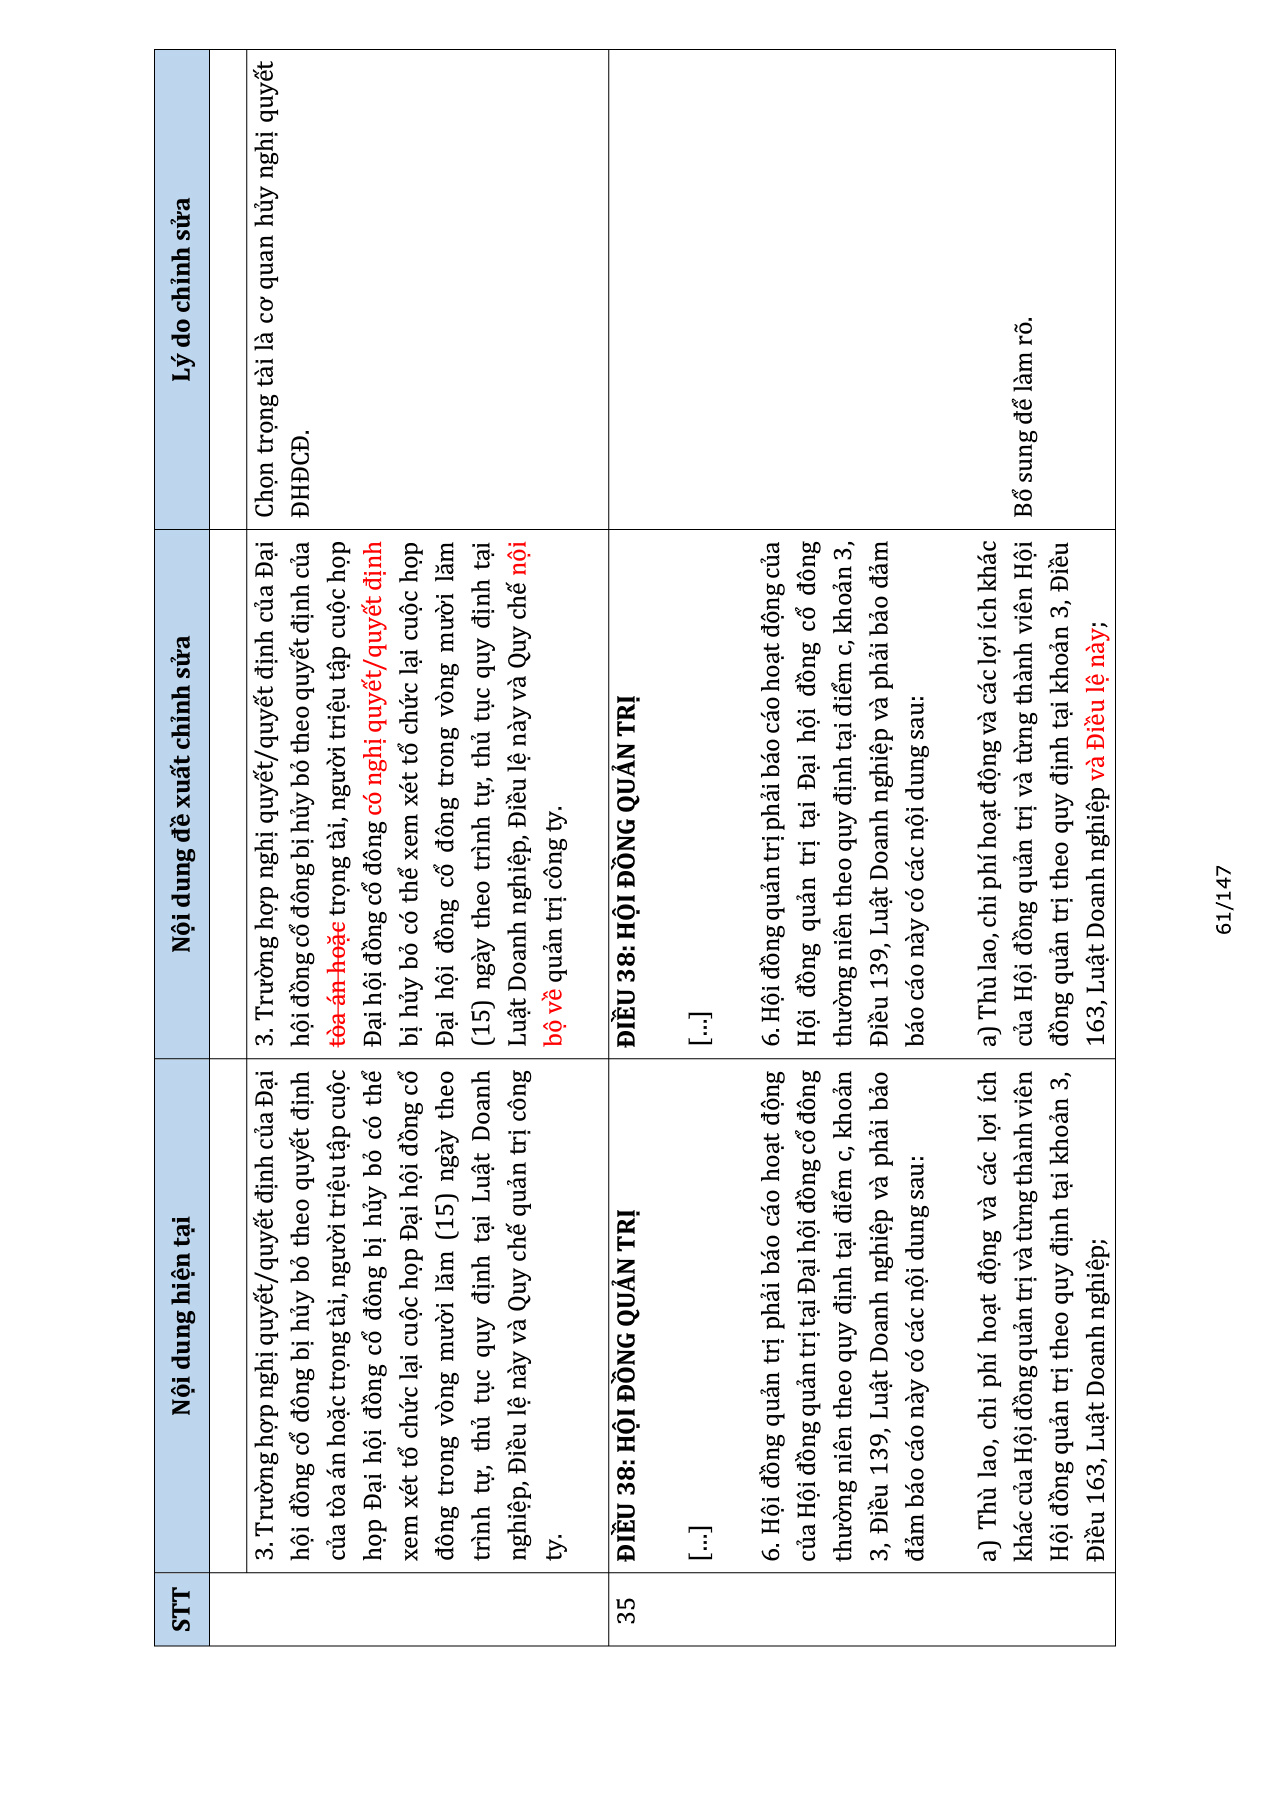 STT
Nội dung hiện tại
Nội dung đề xuất chỉnh sửa
Lý do chỉnh sửa
3. Trường hợp nghị quyết/quyết định của Đại
hội đồng cổ đông bị hủy bỏ theo quyết định
của tòa án hoặc trọng tài, người triệu tập cuộc
họp Đại hội đồng cổ đông bị hủy bỏ có thể
xem xét tổ chức lại cuộc họp Đại hội đồng cổ
đông trong vòng mười lăm (15) ngày theo
trình tự, thủ tục quy định tại Luật Doanh
nghiệp, Điều lệ này và Quy chế quản trị công
ty.
3. Trường hợp nghị quyết/quyết định của Đại
hội đồng cổ đông bị hủy bỏ theo quyết định của
tòa án hoặc trọng tài, người triệu tập cuộc họp
Đại hội đồng cổ đông có nghị quyết/quyết định
bị hủy bỏ có thể xem xét tổ chức lại cuộc họp
Đại hội đồng cổ đông trong vòng mười lăm
(15) ngày theo trình tự, thủ tục quy định tại
Luật Doanh nghiệp, Điều lệ này và Quy chế nội
bộ về quản trị công ty.
Chọn trọng tài là cơ quan hủy nghị quyết
ĐHĐCĐ.
35
ĐIỀU 38: HỘI ĐỒNG QUẢN TRỊ
[...]
6. Hội đồng quản trị phải báo cáo hoạt động
của Hội đồng quản trị tại Đại hội đồng cổ đông
thường niên theo quy định tại điểm c, khoản
3, Điều 139, Luật Doanh nghiệp và phải bảo
đảm báo cáo này có các nội dung sau:
a) Thù lao, chi phí hoạt động và các lợi ích
khác của Hội đồng quản trị và từng thành viên
Hội đồng quản trị theo quy định tại khoản 3,
Điều 163, Luật Doanh nghiệp;
ĐIỀU 38: HỘI ĐỒNG QUẢN TRỊ
[...]
6. Hội đồng quản trị phải báo cáo hoạt động của
Hội đồng quản trị tại Đại hội đồng cổ đông
thường niên theo quy định tại điểm c, khoản 3,
Điều 139, Luật Doanh nghiệp và phải bảo đảm
báo cáo này có các nội dung sau:
a) Thù lao, chi phí hoạt động và các lợi ích khác
của Hội đồng quản trị và từng thành viên Hội
đồng quản trị theo quy định tại khoản 3, Điều
163, Luật Doanh nghiệp và Điều lệ này;
Bổ sung để làm rõ.
61/147